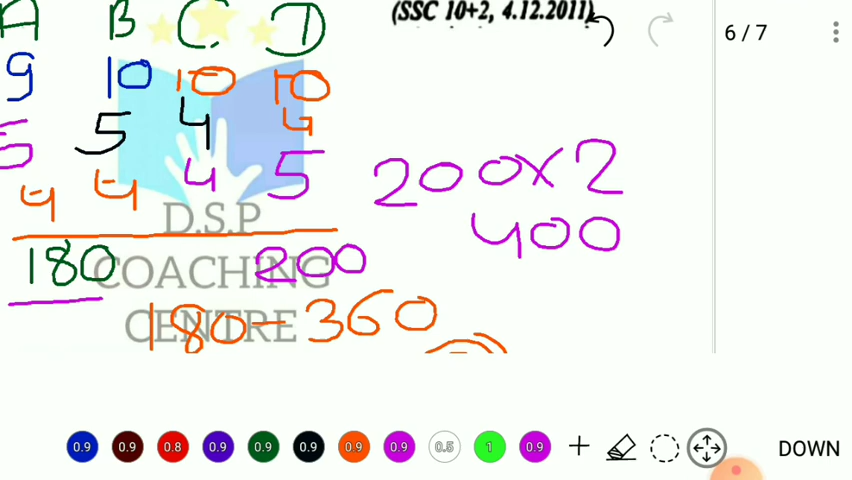 (SSC 10+2, 4.12.2011)
6 / 7
A B C D
9 10 10 10
5 5 4 4
4 4 4 5
200×2
400
180 200
180 - 360
D.S.P
COACHING
CENTRE
0.9 0.9 0.8 0.9 0.9 0.9 0.9 0.9 0.5 1 0.9 + DOWN